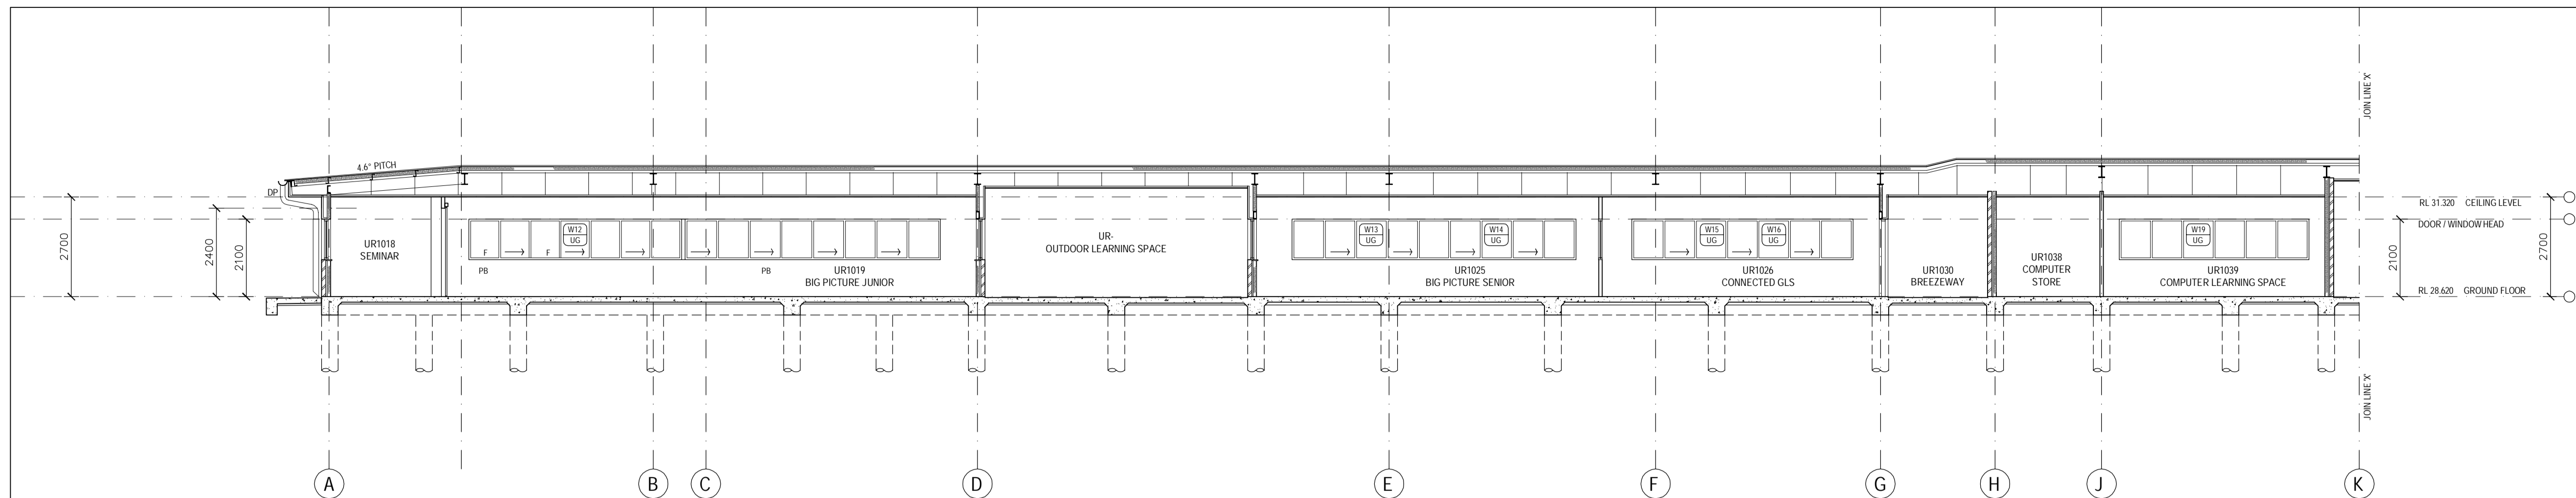 JOIN LINE 'X'
4.6° PITCH
DP
2700
2400
2100
UR1018
SEMINAR
F
F
W12
UG
PB
PB
UR1019
BIG PICTURE JUNIOR
UR-
OUTDOOR LEARNING SPACE
W13
UG
W14
UG
UR1025
BIG PICTURE SENIOR
W15
UG
W16
UG
UR1026
CONNECTED GLS
UR1030
BREEZEWAY
UR1038
COMPUTER
STORE
W19
UG
UR1039
COMPUTER LEARNING SPACE
RL 31.320 CEILING LEVEL
DOOR / WINDOW HEAD
2100
2700
RL 28.620 GROUND FLOOR
JOIN LINE 'X'
A
B
C
D
E
F
G
H
J
K